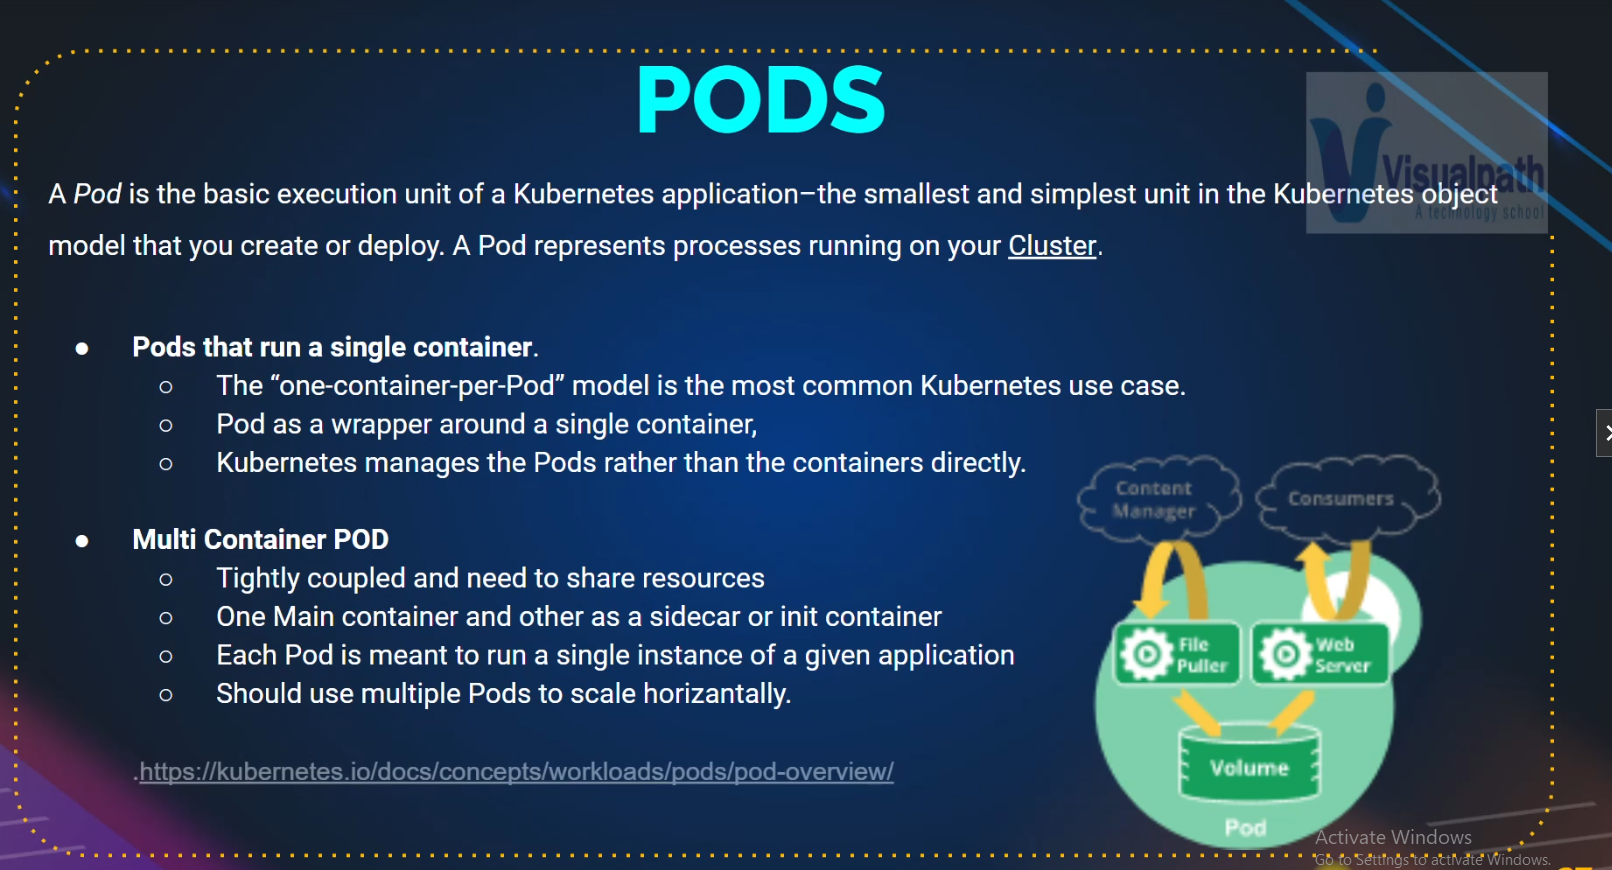 PODS
Visualpath
A technology school
A Pod is the basic execution unit of a Kubernetes application–the smallest and simplest unit in the Kubernetes object
model that you create or deploy. A Pod represents processes running on your Cluster.
● Pods that run a single container.
○ The “one-container-per-Pod” model is the most common Kubernetes use case.
○ Pod as a wrapper around a single container,
○ Kubernetes manages the Pods rather than the containers directly.
● Multi Container POD
○ Tightly coupled and need to share resources
○ One Main container and other as a sidecar or init container
○ Each Pod is meant to run a single instance of a given application
○ Should use multiple Pods to scale horizantally.
.https://kubernetes.io/docs/concepts/workloads/pods/pod-overview/
Content
Manager
Consumers
File
Puller
Web
Server
Volume
Pod
Activate Windows
Go to Settings to activate Windows.